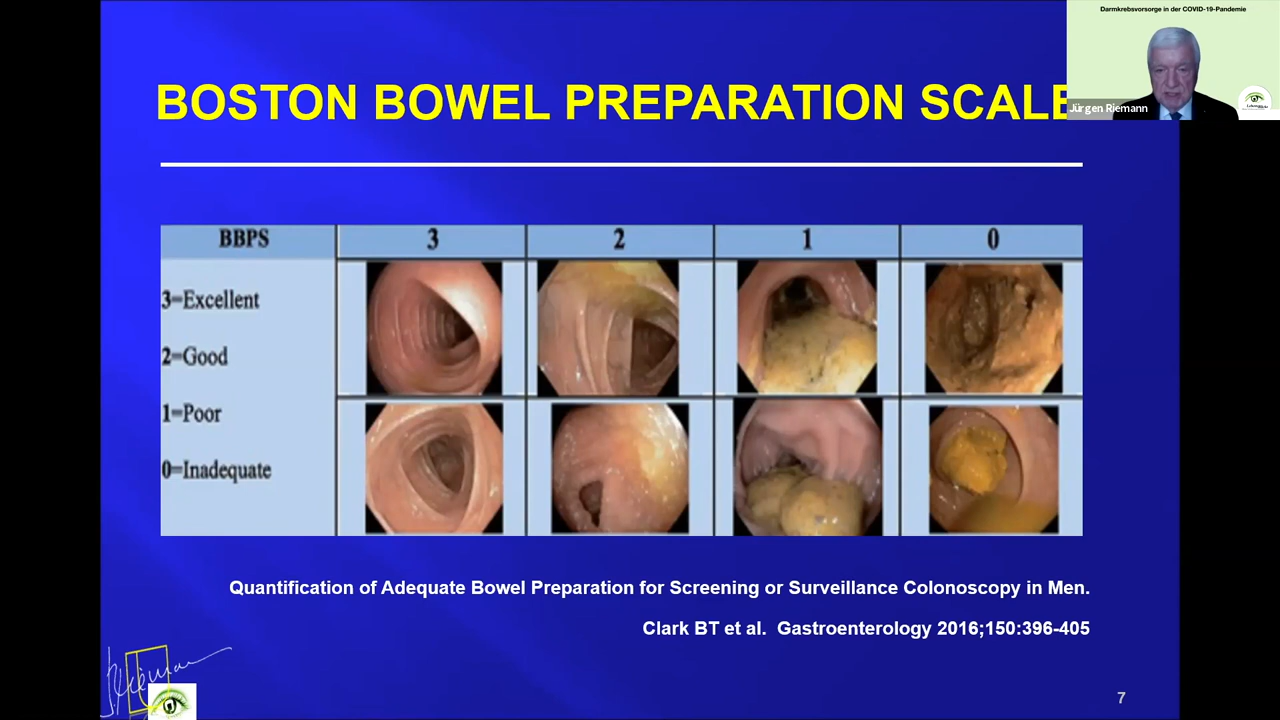 Darmkrebsvorsorge in der COVID-19-Pandemie
Jürgen Riemann
BOSTON BOWEL PREPARATION SCALE
BBPS 3 2 1 0
3=Excellent
2=Good
1=Poor
0=Inadequate
Quantification of Adequate Bowel Preparation for Screening or Surveillance Colonoscopy in Men.
Clark BT et al. Gastroenterology 2016;150:396-405
7